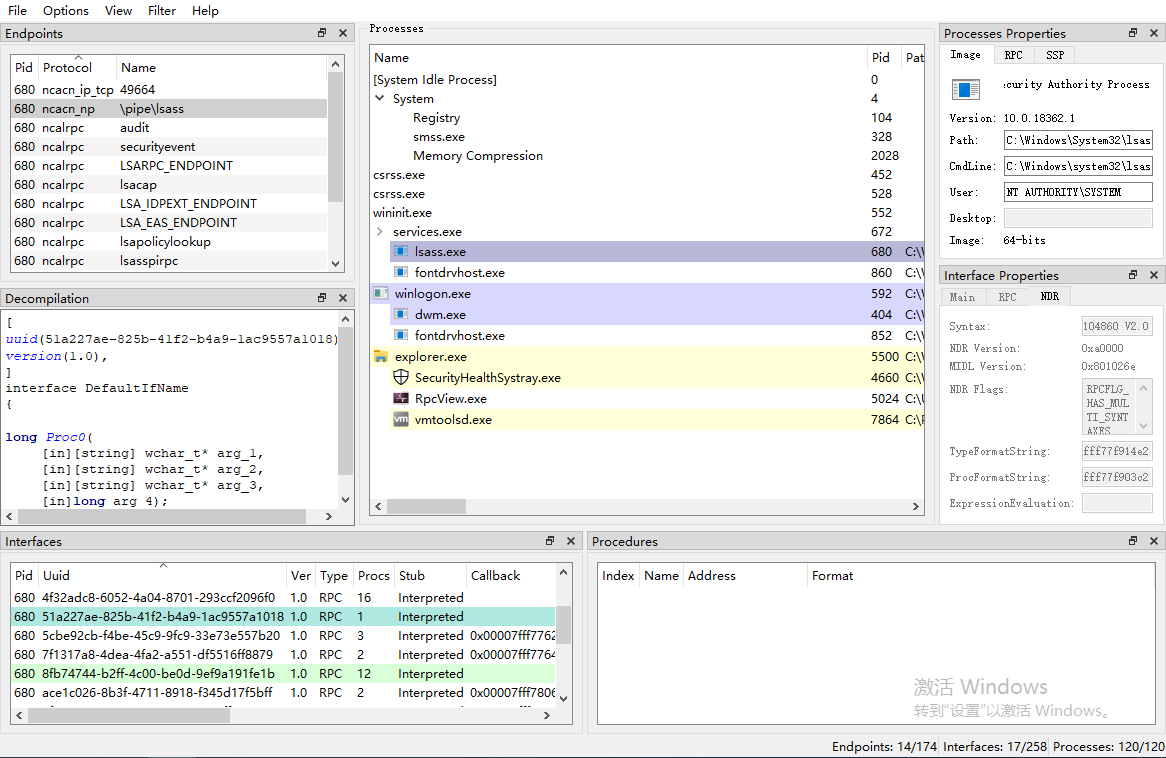 File Options View Filter Help
Endpoints
Pid Protocol Name
680 ncacn_ip_tcp 49664
680 ncacn_np \pipe\lsass
680 ncalrpc audit
680 ncalrpc securityevent
680 ncalrpc LSARPC_ENDPOINT
680 ncalrpc lsacap
680 ncalrpc LSA_IDPEXT_ENDPOINT
680 ncalrpc LSA_EAS_ENDPOINT
680 ncalrpc lsapolicylookup
680 ncalrpc lsasspirpc
Decompilation
[
uuid(51a227ae-825b-41f2-b4a9-1ac9557a1018)
version(1.0),
]
interface DefaultIfName
{
long Proc0(
[in][string] wchar_t* arg_1,
[in][string] wchar_t* arg_2,
[in][string] wchar_t* arg_3,
[in]long arg_4);
Processes
Name Pid Pat
[System Idle Process] 0
System 4
Registry 104
smss.exe 328
Memory Compression 2028
csrss.exe 452
csrss.exe 528
wininit.exe 552
services.exe 672
lsass.exe 680 C:\\
fontdrvhost.exe 860 C:\\
winlogon.exe 592 C:\\
dwm.exe 404 C:\\
fontdrvhost.exe 852 C:\\
explorer.exe 5500 C:\\
SecurityHealthSystray.exe 4660 C:\\
RpcView.exe 5024 C:\U
vm vmtoolsd.exe 7864 C:\P
Processes Properties
Image RPC SSP
curity Authority Process
Version: 10.0.18362.1
Path: C:\Windows\System32\lsas
CmdLine: C:\Windows\system32\lsas
User: NT AUTHORITY\SYSTEM
Desktop:
Image: 64-bits
Interface Properties
Main RPC NDR
Syntax: 104860 V2.0
NDR Version: 0xa0000
MIDL Version: 0x801026e
NDR Flags: RPCFLG_
HAS_MUL
TI_SYNT
AXES
TypeFormatString: fff77f914e2
ProcFormatString: fff77f903c2
ExpressionEvaluation:
Interfaces
Pid Uuid Ver Type Procs Stub Callback
680 4f32adc8-6052-4a04-8701-293ccf2096f0 1.0 RPC 16 Interpreted
680 51a227ae-825b-41f2-b4a9-1ac9557a1018 1.0 RPC 1 Interpreted
680 5cbe92cb-f4be-45c9-9fc9-33e73e557b20 1.0 RPC 3 Interpreted 0x00007fff7762
680 7f1317a8-4dea-4fa2-a551-df5516ff8879 1.0 RPC 2 Interpreted 0x00007fff7764
680 8fb74744-b2ff-4c00-be0d-9ef9a191fe1b 1.0 RPC 12 Interpreted
680 ace1c026-8b3f-4711-8918-f345d17f5bff 1.0 RPC 2 Interpreted 0x00007fff7806
Procedures
Index Name Address Format
激活 Windows
转到“设置”以激活 Windows。
Endpoints: 14/174 Interfaces: 17/258 Processes: 120/120